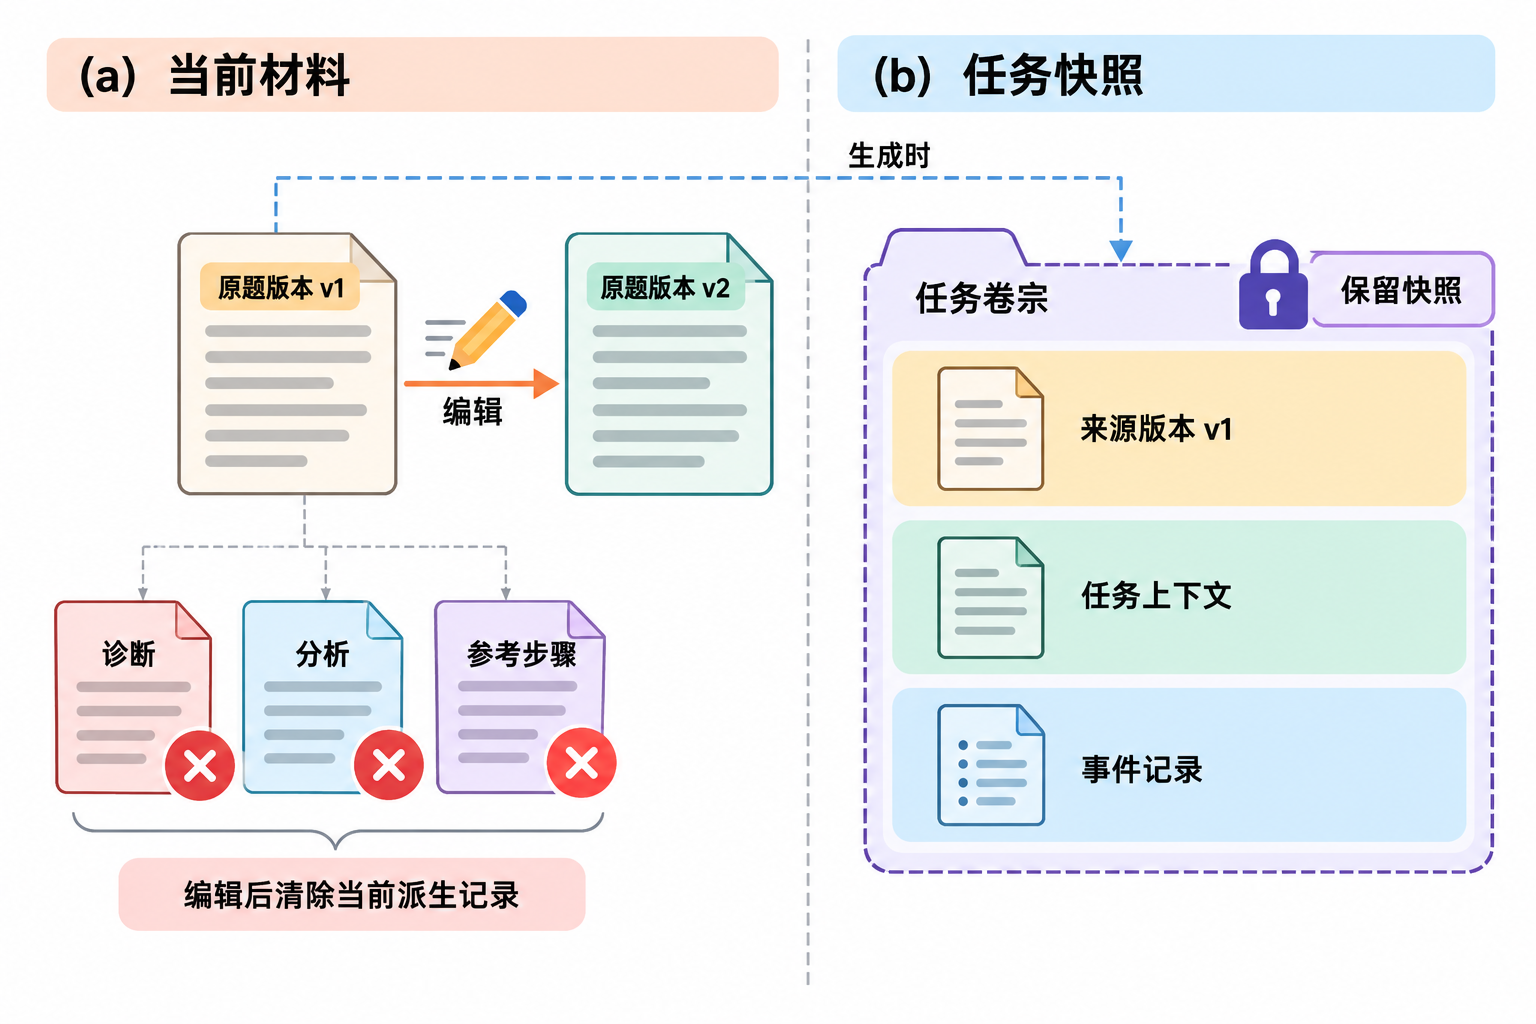 (a) 当前材料
(b) 任务快照
生成时
原题版本 v1
编辑
原题版本 v2
诊断
分析
参考步骤
编辑后清除当前派生记录
任务卷宗
保留快照
来源版本 v1
任务上下文
事件记录